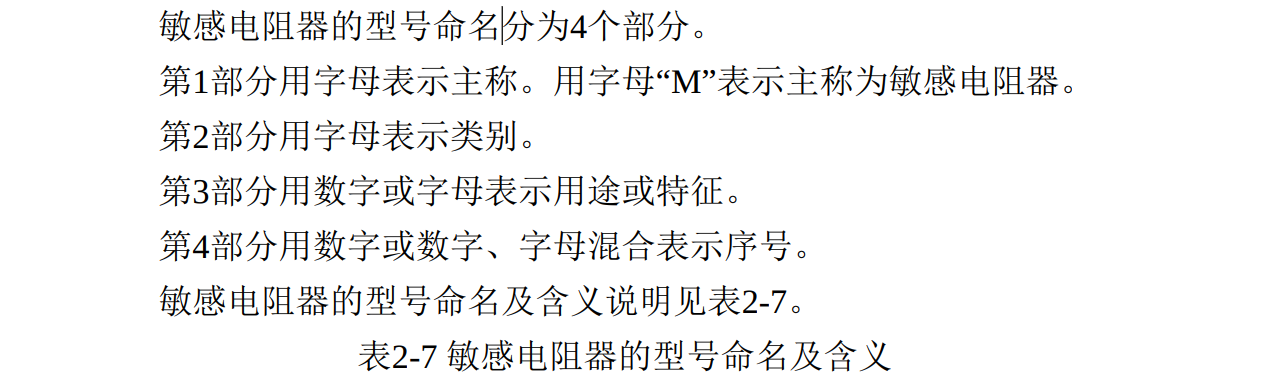 敏感电阻器的型号命名分为4个部分。
第1部分用字母表示主称。用字母“M”表示主称为敏感电阻器。
第2部分用字母表示类别。
第3部分用数字或字母表示用途或特征。
第4部分用数字或数字、字母混合表示序号。
敏感电阻器的型号命名及含义说明见表2-7。
表2-7 敏感电阻器的型号命名及含义